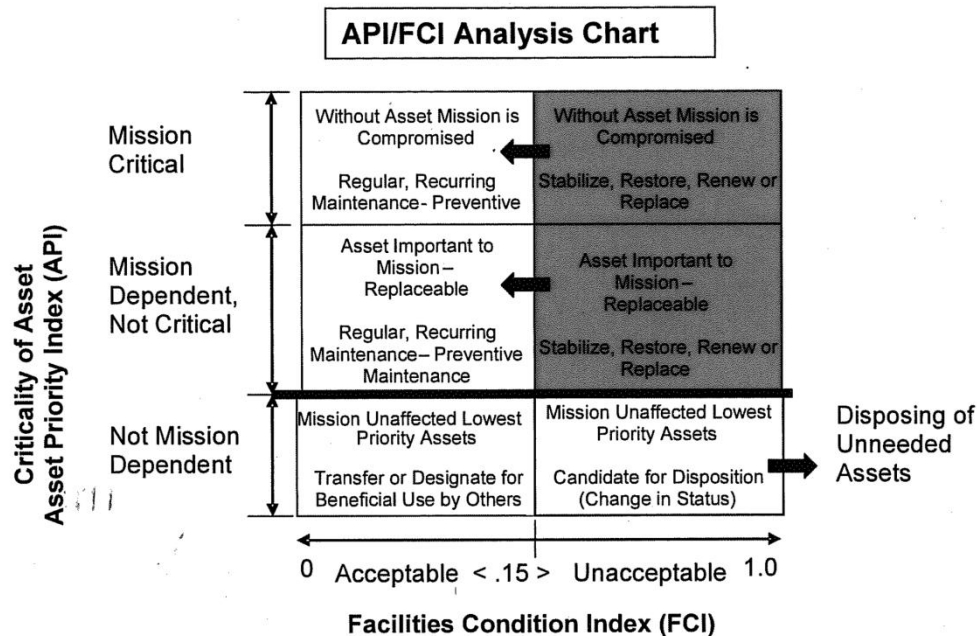 API/FCI Analysis Chart
Criticality of Asset
Asset Priority Index (API)
Mission
Critical
Without Asset Mission is
Compromised
Regular, Recurring
Maintenance- Preventive
Without Asset Mission is
Compromised
Stabilize, Restore, Renew or
Replace
Mission
Dependent,
Not Critical
Asset Important to
Mission–
Replaceable
Regular, Recurring
Maintenance– Preventive
Maintenance
Asset Important to
Mission–
Replaceable
Stabilize, Restore, Renew or
Replace
Not Mission
Dependent
Mission Unaffected Lowest
Priority Assets
Transfer or Designate for
Beneficial Use by Others
Mission Unaffected Lowest
Priority Assets
Candidate for Disposition
(Change in Status)
Disposing of
Unneeded
Assets
0 Acceptable < .15 > Unacceptable 1.0
Facilities Condition Index (FCI)